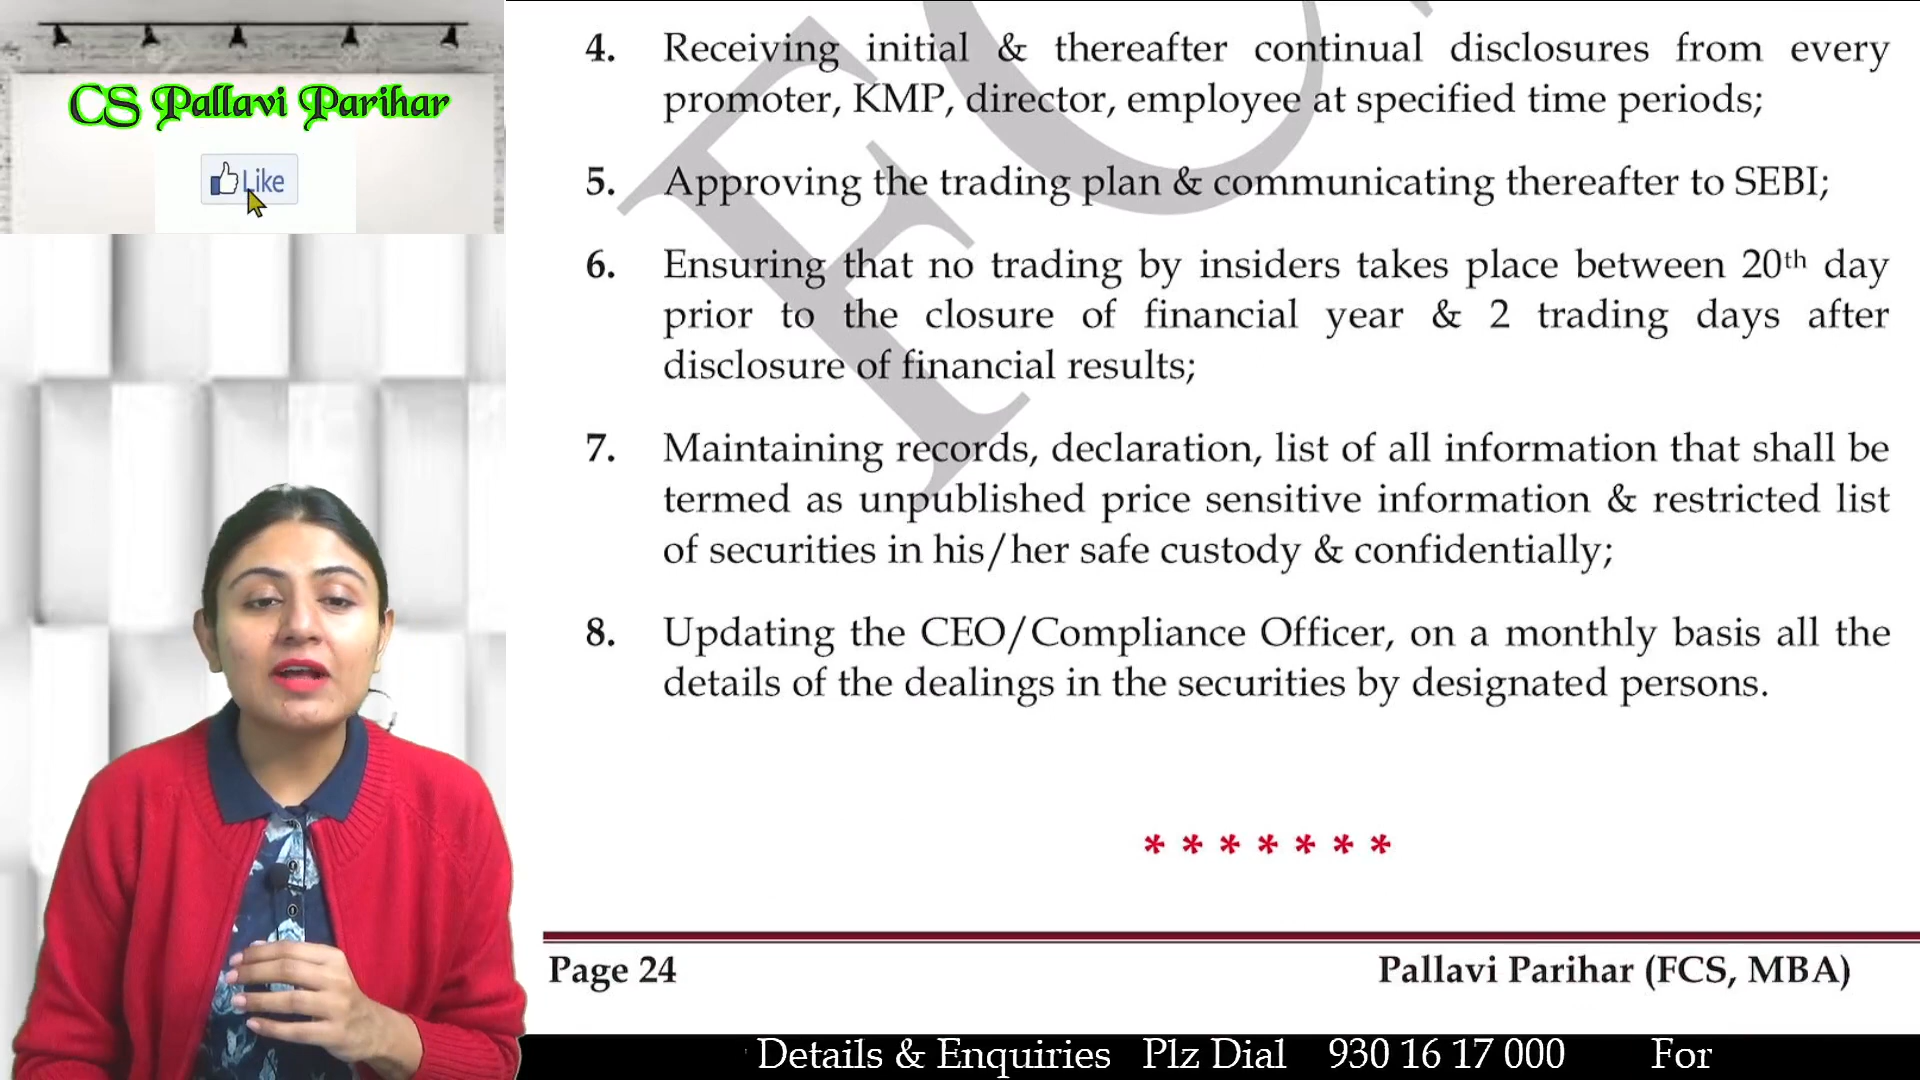 CS Pallavi Parihar
Like
4. Receiving initial & thereafter continual disclosures from every
promoter, KMP, director, employee at specified time periods;
5. Approving the trading plan & communicating thereafter to SEBI;
6. Ensuring that no trading by insiders takes place between 20th day
prior to the closure of financial year & 2 trading days after
disclosure of financial results;
7. Maintaining records, declaration, list of all information that shall be
termed as unpublished price sensitive information & restricted list
of securities in his/her safe custody & confidentially;
8. Updating the CEO/Compliance Officer, on a monthly basis all the
details of the dealings in the securities by designated persons.
* * * * * * *
Page 24 Pallavi Parihar (FCS, MBA)
Details & Enquiries Plz Dial 930 16 17 000 For